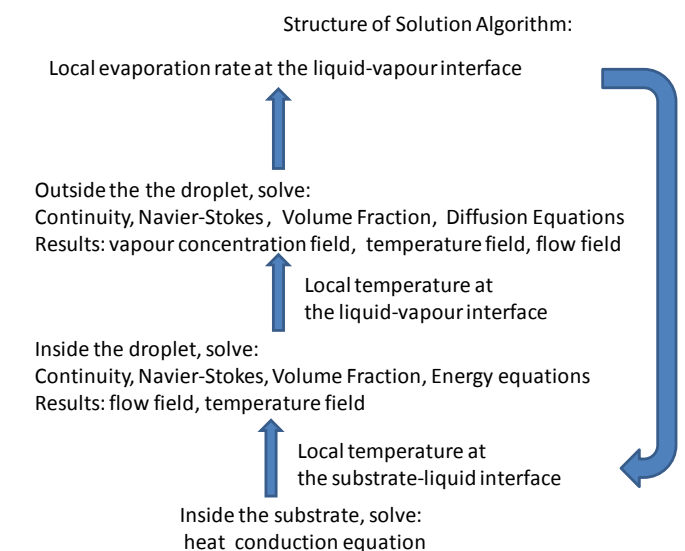 Structure of Solution Algorithm:
Local evaporation rate at the liquid-vapour interface
Outside the the droplet, solve:
Continuity, Navier-Stokes, Volume Fraction, Diffusion Equations
Results: vapour concentration field, temperature field, flow field
Local temperature at
the liquid-vapour interface
Inside the droplet, solve:
Continuity, Navier-Stokes, Volume Fraction, Energy equations
Results: flow field, temperature field
Local temperature at
the substrate-liquid interface
Inside the substrate, solve:
heat conduction equation